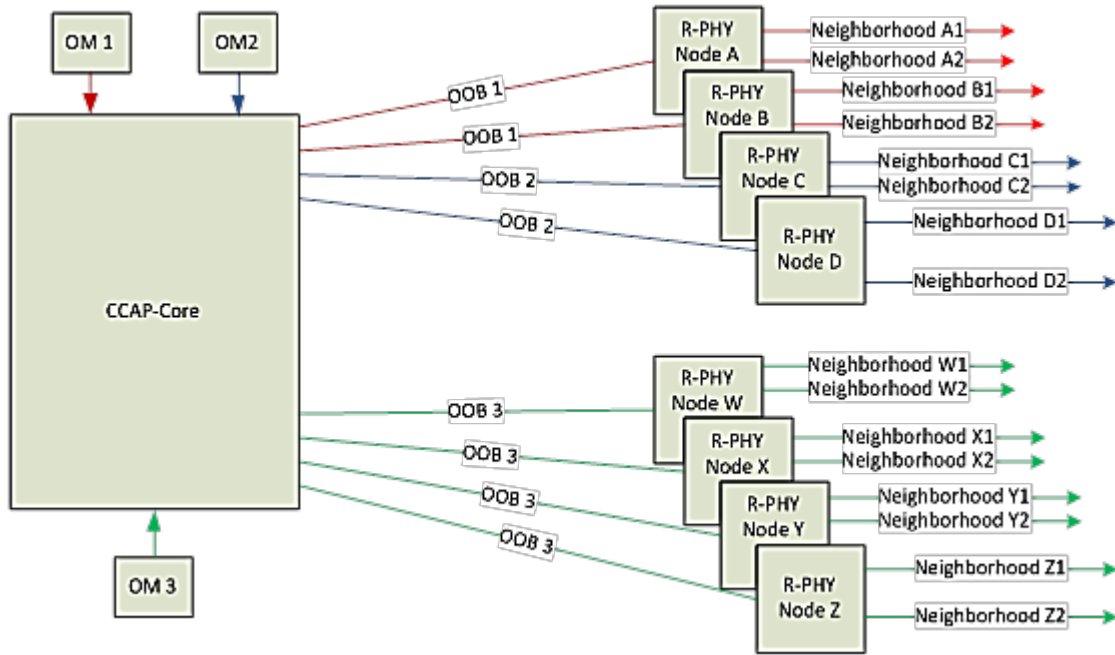 OM 1
OM2
CCAP-Core
OM 3
OOB 1
OOB 1
OOB 2
OOB 2
R-PHY
Node A
R-PHY
Node B
R-PHY
Node C
R-PHY
Node D
Neighborhood A1
Neighborhood A2
Neighborhood B1
Neighborhood B2
Neighborhood C1
Neighborhood C2
Neighborhood D1
Neighborhood D2
OOB 3
OOB 3
OOB 3
OOB 3
R-PHY
Node W
R-PHY
Node X
R-PHY
Node Y
R-PHY
Node Z
Neighborhood W1
Neighborhood W2
Neighborhood X1
Neighborhood X2
Neighborhood Y1
Neighborhood Y2
Neighborhood Z1
Neighborhood Z2